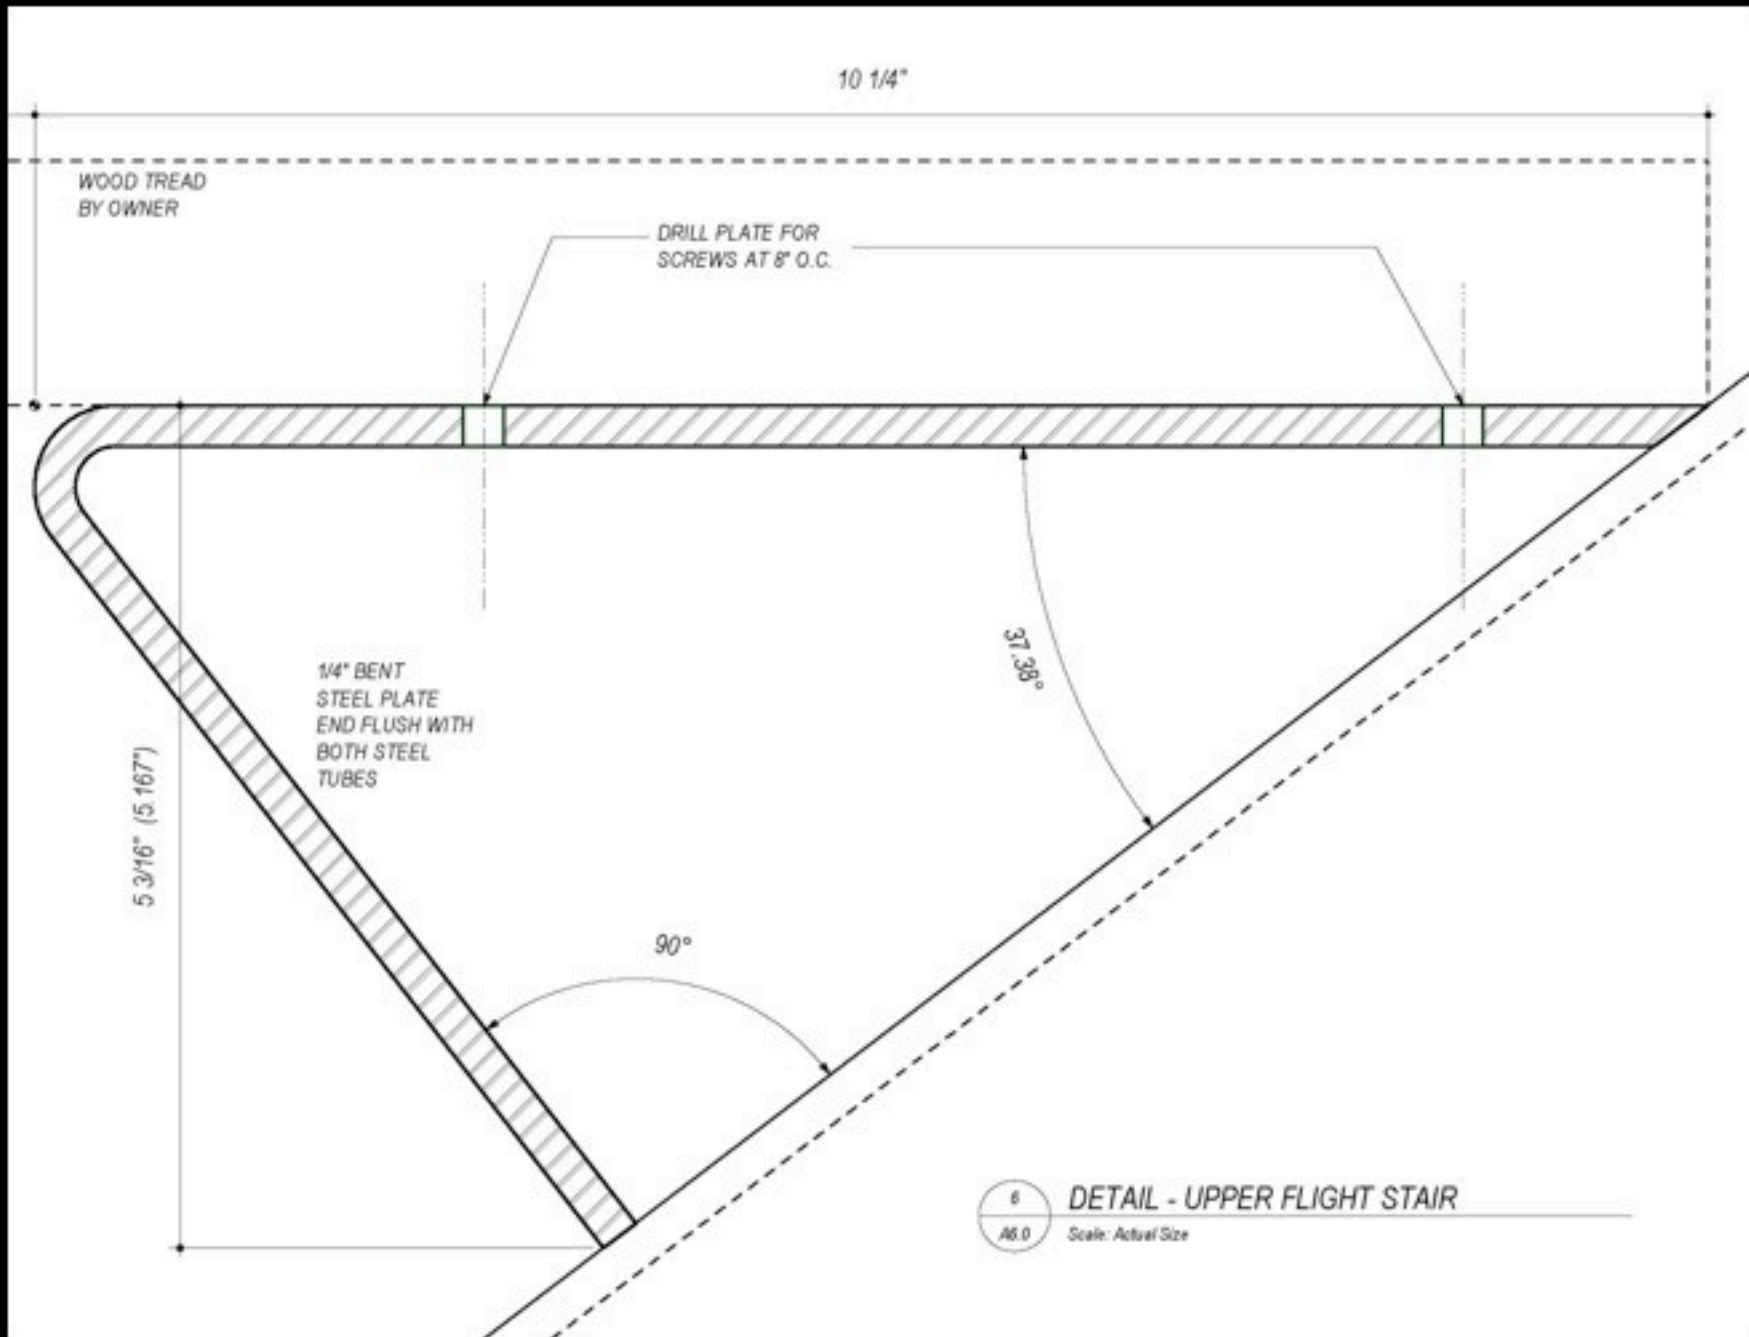 10 1/4"
WOOD TREAD
BY OWNER
DRILL PLATE FOR
SCREWS AT 8" O.C.
37.38°
1/4" BENT
STEEL PLATE
END FLUSH WITH
BOTH STEEL
TUBES
5 3/16" (5.167")
90°
6
A6.0
DETAIL - UPPER FLIGHT STAIR
Scale: Actual Size